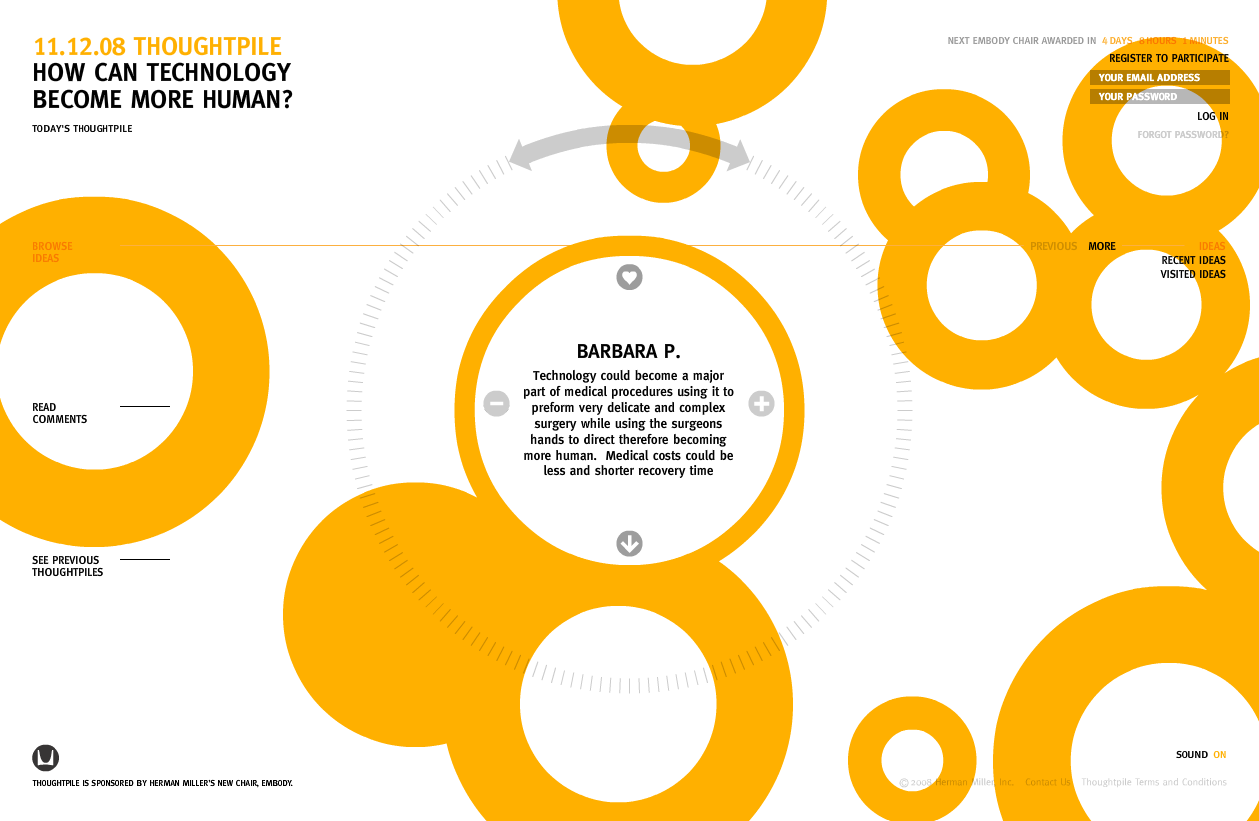 11.12.08 THOUGHTPILE
HOW CAN TECHNOLOGY
BECOME MORE HUMAN?
TODAY'S THOUGHTPILE
NEXT EMBODY CHAIR AWARDED IN 4 DAYS 8 HOURS 1 MINUTES
REGISTER TO PARTICIPATE
YOUR EMAIL ADDRESS
YOUR PASSWORD
LOG IN
FORGOT PASSWORD?
BROWSE
IDEAS
PREVIOUS MORE IDEAS
RECENT IDEAS
VISITED IDEAS
BARBARA P.
Technology could become a major
part of medical procedures using it to
preform very delicate and complex
surgery while using the surgeons
hands to direct therefore becoming
more human. Medical costs could be
less and shorter recovery time
READ
COMMENTS
SEE PREVIOUS
THOUGHTPILES
SOUND ON
THOUGHTPILE IS SPONSORED BY HERMAN MILLER'S NEW CHAIR, EMBODY.
© 2008 Herman Miller, Inc. Contact Us Thoughtpile Terms and Conditions